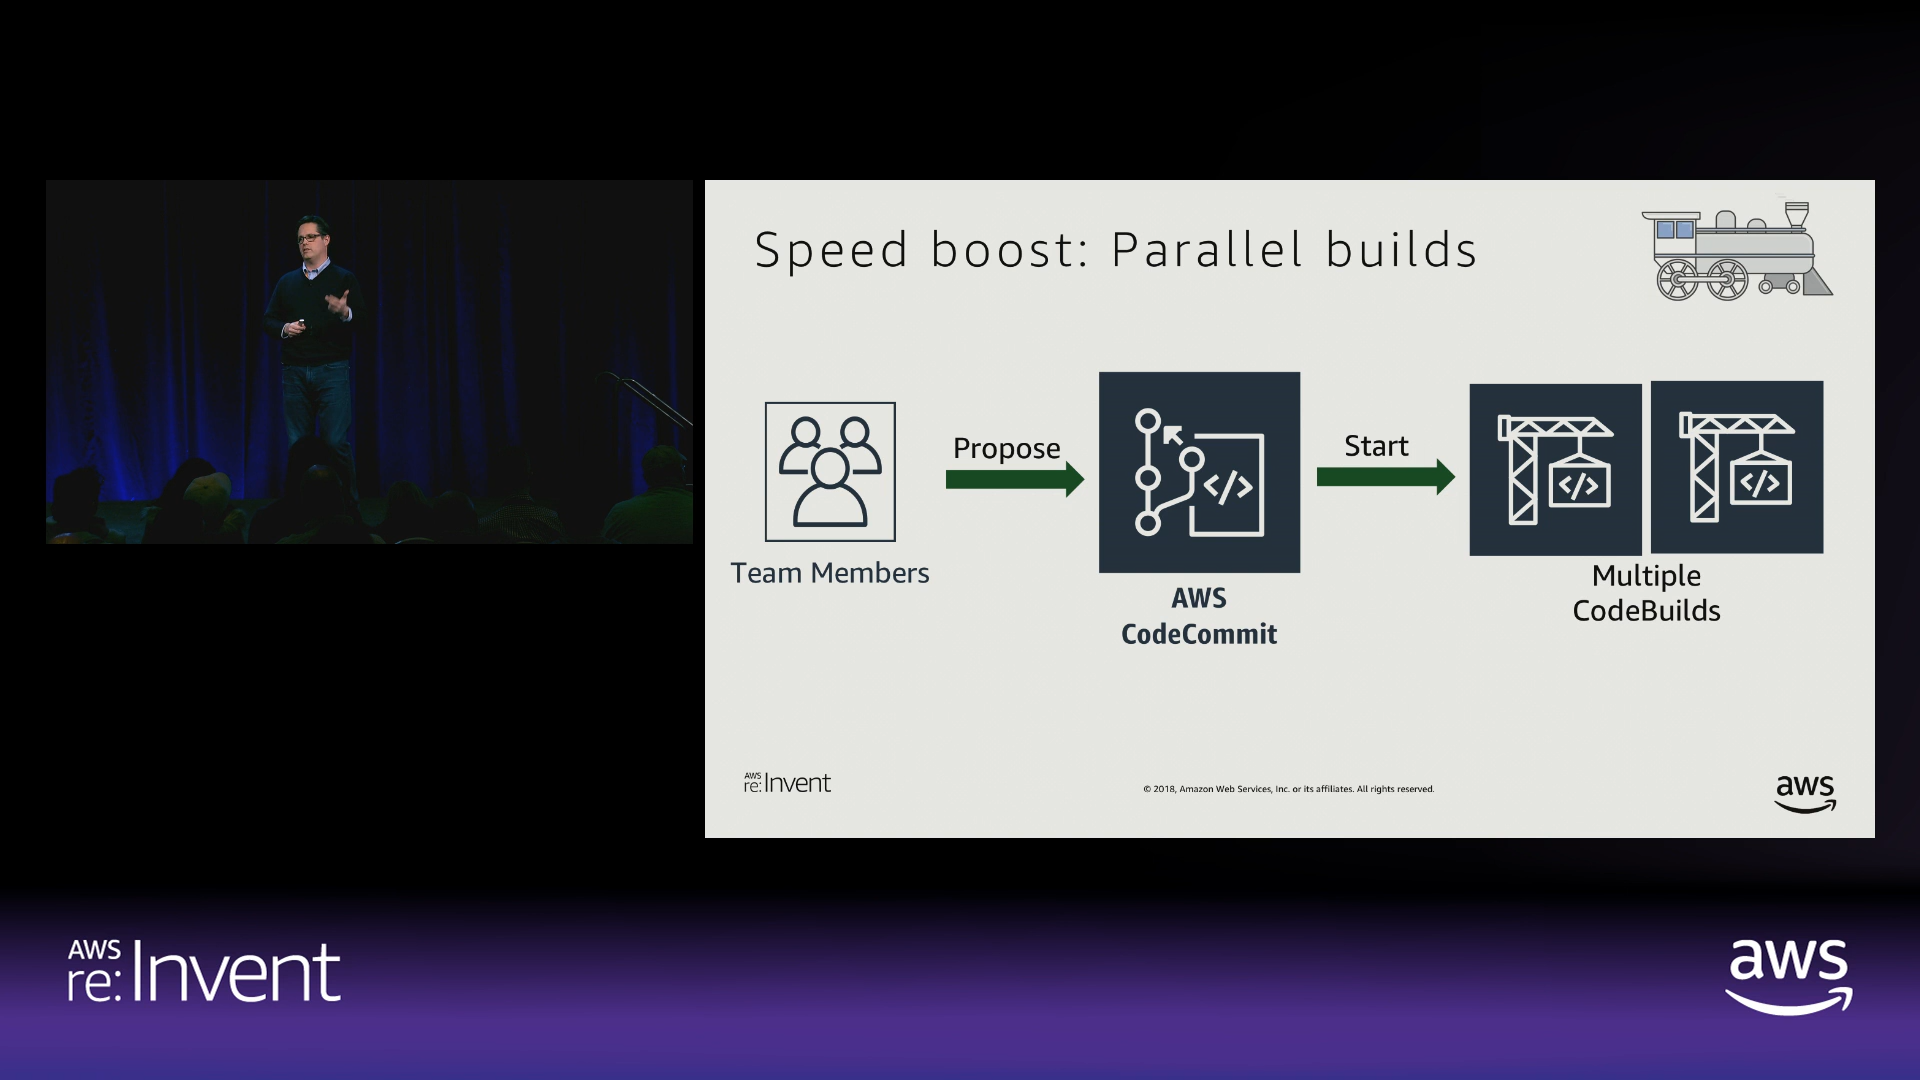 Speed boost: Parallel builds
Propose
Start
</>
</>
</>
Team Members
AWS
CodeCommit
Multiple
CodeBuilds
AWS
re:Invent
© 2018, Amazon Web Services, Inc. or its affiliates. All rights reserved.
aws
AWS
re:Invent
aws